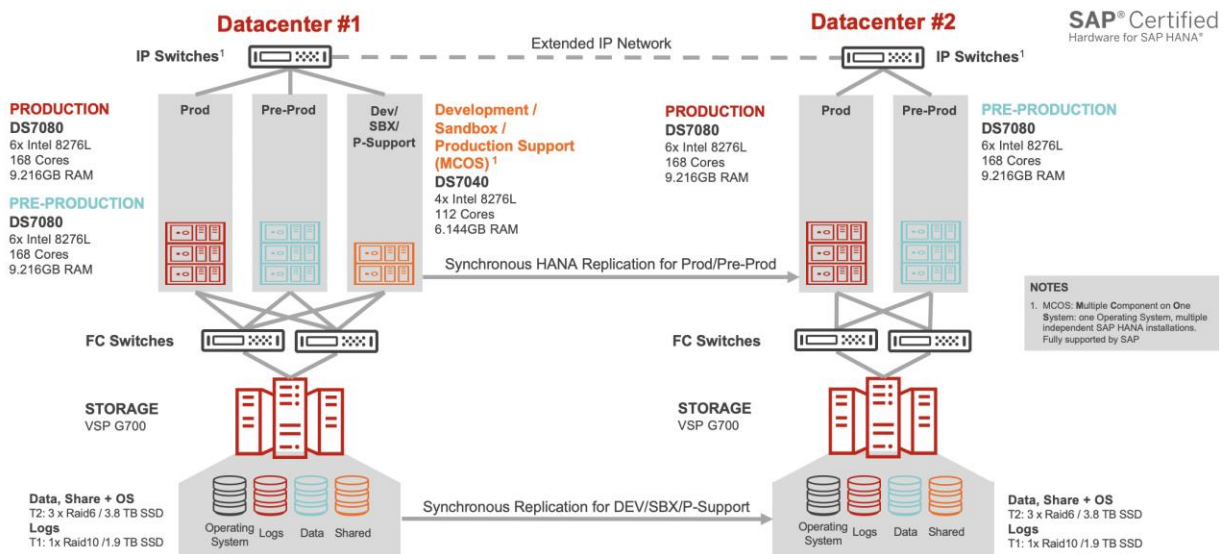 Datacenter #1
Datacenter #2
SAP® Certified
Hardware for SAP HANA®
IP Switches1
Extended IP Network
IP Switches1
PRODUCTION
DS7080
6x Intel 8276L
168 Cores
9.216GB RAM
PRE-PRODUCTION
DS7080
6x Intel 8276L
168 Cores
9.216GB RAM
Prod
Pre-Prod
Dev/
SBX/
P-Support
Development /
Sandbox /
Production Support
(MCOS) 1
DS7040
4x Intel 8276L
112 Cores
6.144GB RAM
PRODUCTION
DS7080
6x Intel 8276L
168 Cores
9.216GB RAM
Prod
Pre-Prod
PRE-PRODUCTION
DS7080
6x Intel 8276L
168 Cores
9.216GB RAM
Synchronous HANA Replication for Prod/Pre-Prod
NOTES
1. MCOS: Multiple Component on One
System: one Operating System, multiple
independent SAP HANA installations.
Fully supported by SAP
FC Switches
FC Switches
STORAGE
VSP G700
STORAGE
VSP G700
Data, Share + OS
T2: 3 x Raid6 / 3.8 TB SSD
Logs
T1: 1x Raid10 /1.9 TB SSD
Operating
System
Logs
Data
Shared
Synchronous Replication for DEV/SBX/P-Support
Operating
System
Logs
Data
Shared
Data, Share + OS
T2: 3 x Raid6 / 3.8 TB SSD
Logs
T1: 1x Raid10 /1.9 TB SSD